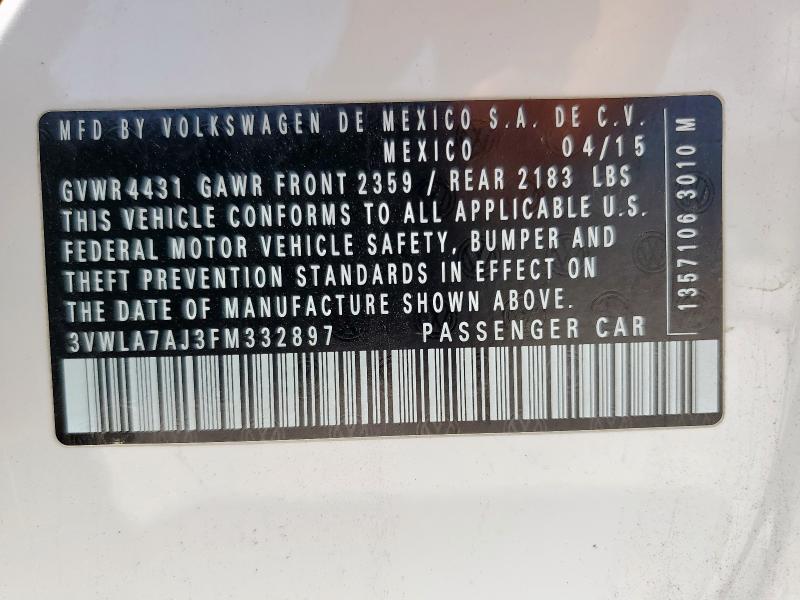 MFD BY VOLKSWAGEN DE MEXICO S.A. DE C.V.
MEXICO 04/15
GVWR4431 GAWR FRONT 2359 / REAR 2183 LBS
THIS VEHICLE CONFORMS TO ALL APPLICABLE U.S.
FEDERAL MOTOR VEHICLE SAFETY, BUMPER AND
THEFT PREVENTION STANDARDS IN EFFECT ON
THE DATE OF MANUFACTURE SHOWN ABOVE.
3VWLA7AJ3FM332897 PASSENGER CAR
1357106 3010 M